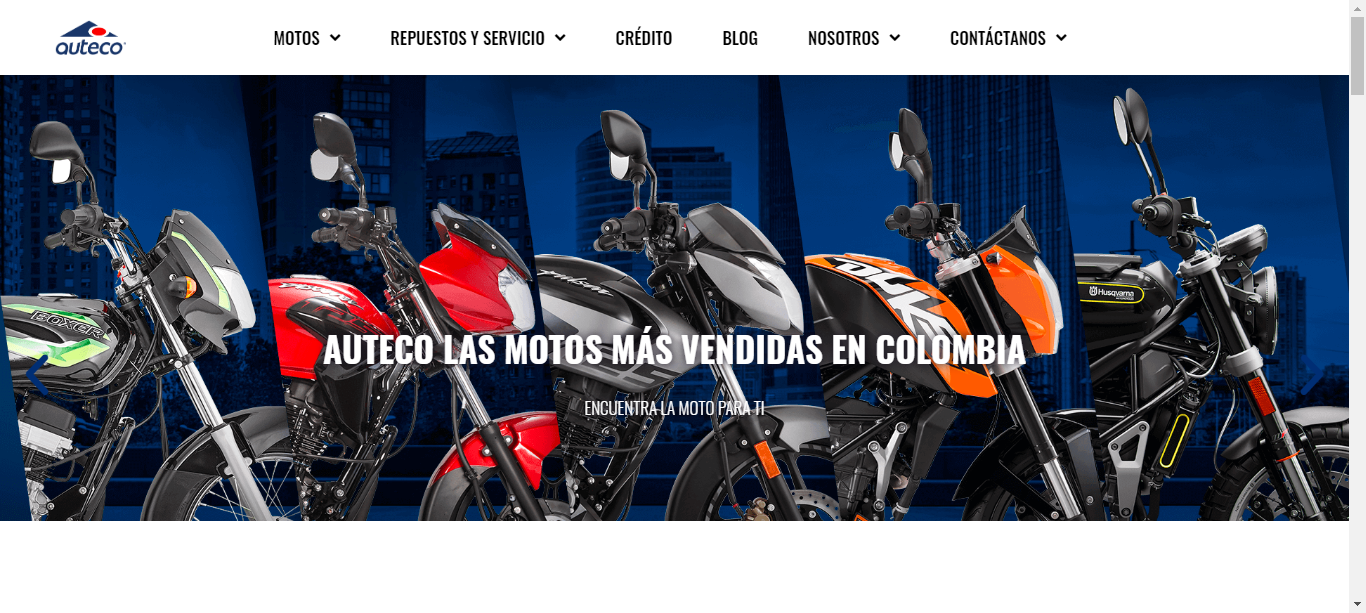 auteco
MOTOS
REPUESTOS Y SERVICIO
CRÉDITO
BLOG
NOSOTROS
CONTÁCTANOS
BOXER
pulsar
DUKE
Husqvarna
AUTECO LAS MOTOS MÁS VENDIDAS EN COLOMBIA
ENCUENTRA LA MOTO PARA TI